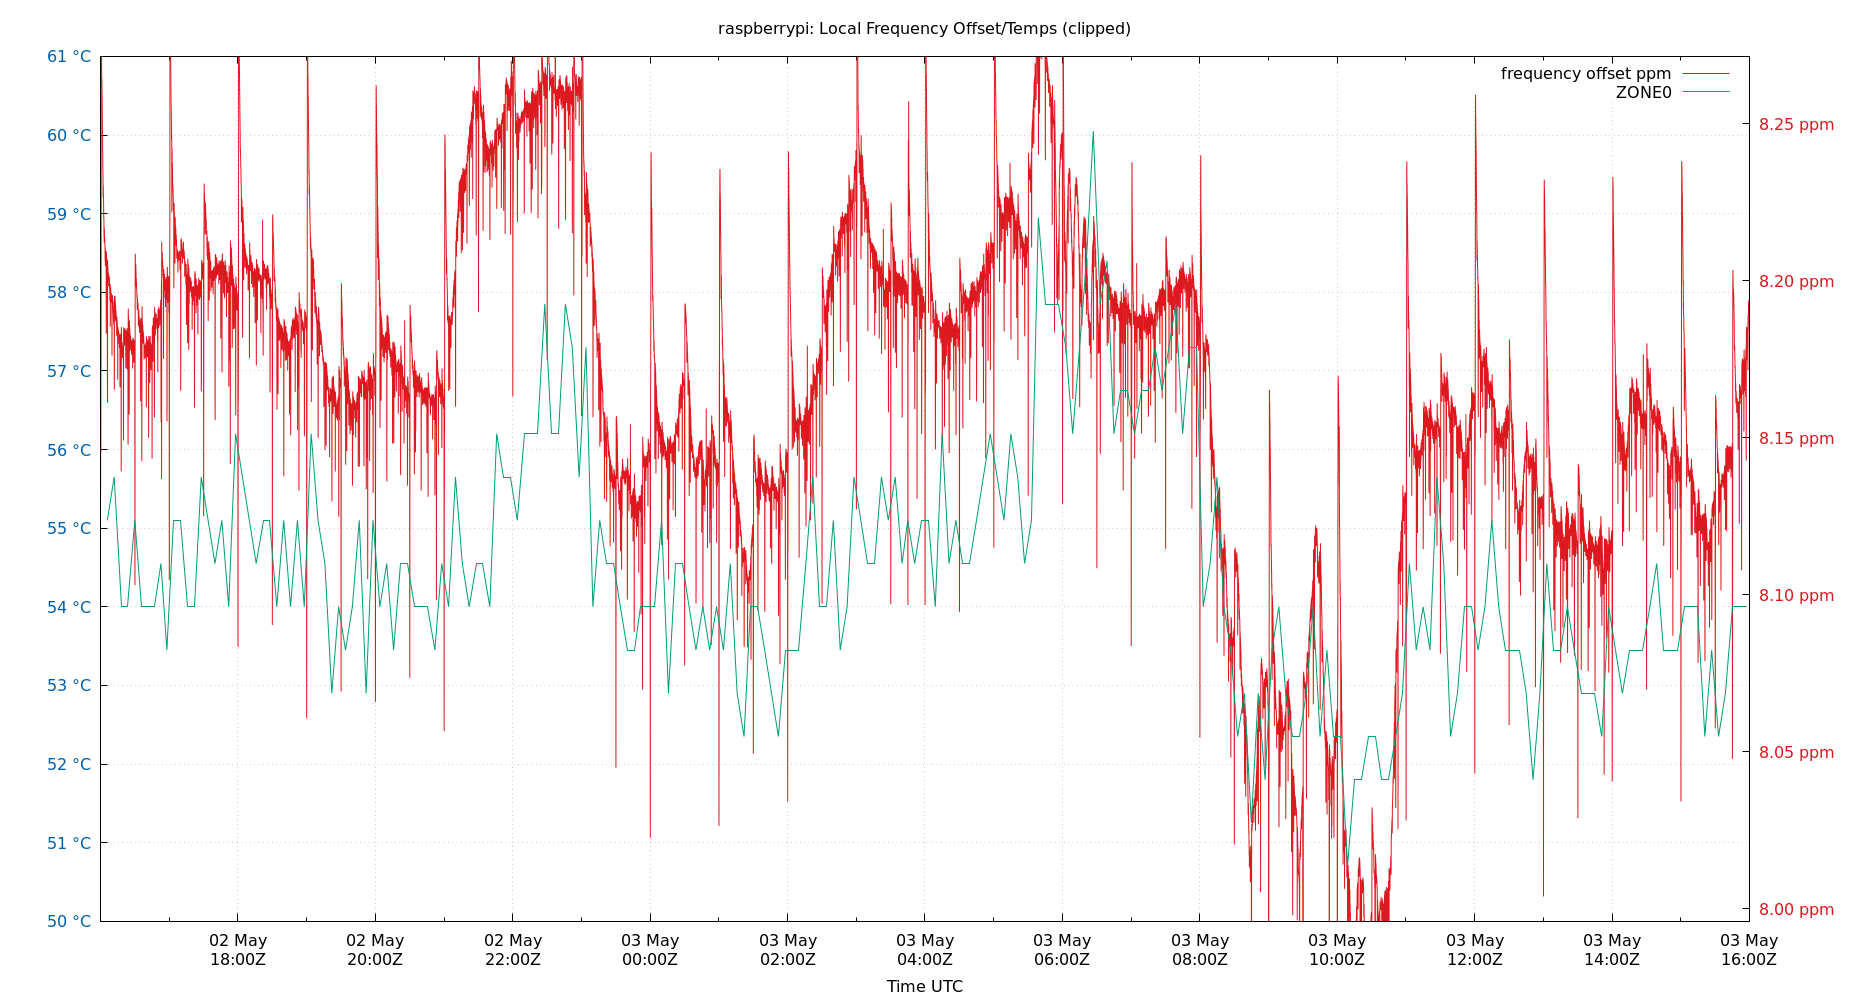 raspberrypi: Local Frequency Offset/Temps (clipped)
frequency offset ppm
ZONE0
61 °C
60 °C
59 °C
58 °C
57 °C
56 °C
55 °C
54 °C
53 °C
52 °C
51 °C
50 °C
8.25 ppm
8.20 ppm
8.15 ppm
8.10 ppm
8.05 ppm
8.00 ppm
02 May
18:00Z
02 May
20:00Z
02 May
22:00Z
03 May
00:00Z
03 May
02:00Z
03 May
04:00Z
03 May
06:00Z
03 May
08:00Z
03 May
10:00Z
03 May
12:00Z
03 May
14:00Z
03 May
16:00Z
Time UTC